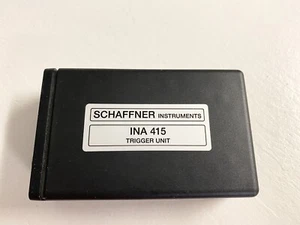 SCHAFFNER INSTRUMENTS
INA 415
TRIGGER UNIT